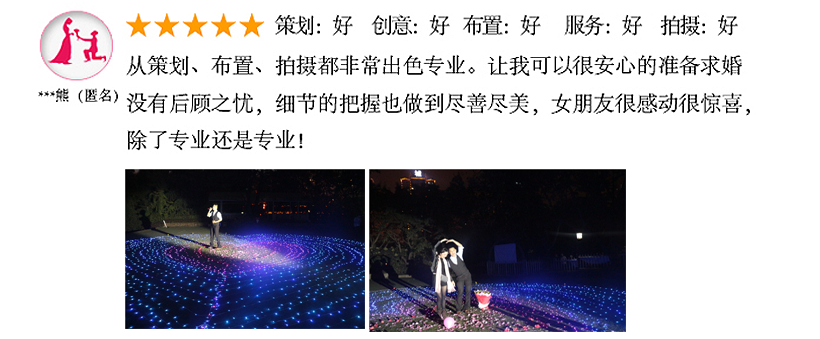 策划：好 创意：好 布置：好 服务：好 拍摄：好
从策划、布置、拍摄都非常出色专业。让我可以很安心的准备求婚
***熊（匿名）
没有后顾之忧，细节的把握也做到尽善尽美，女朋友很感动很惊喜，
除了专业还是专业！